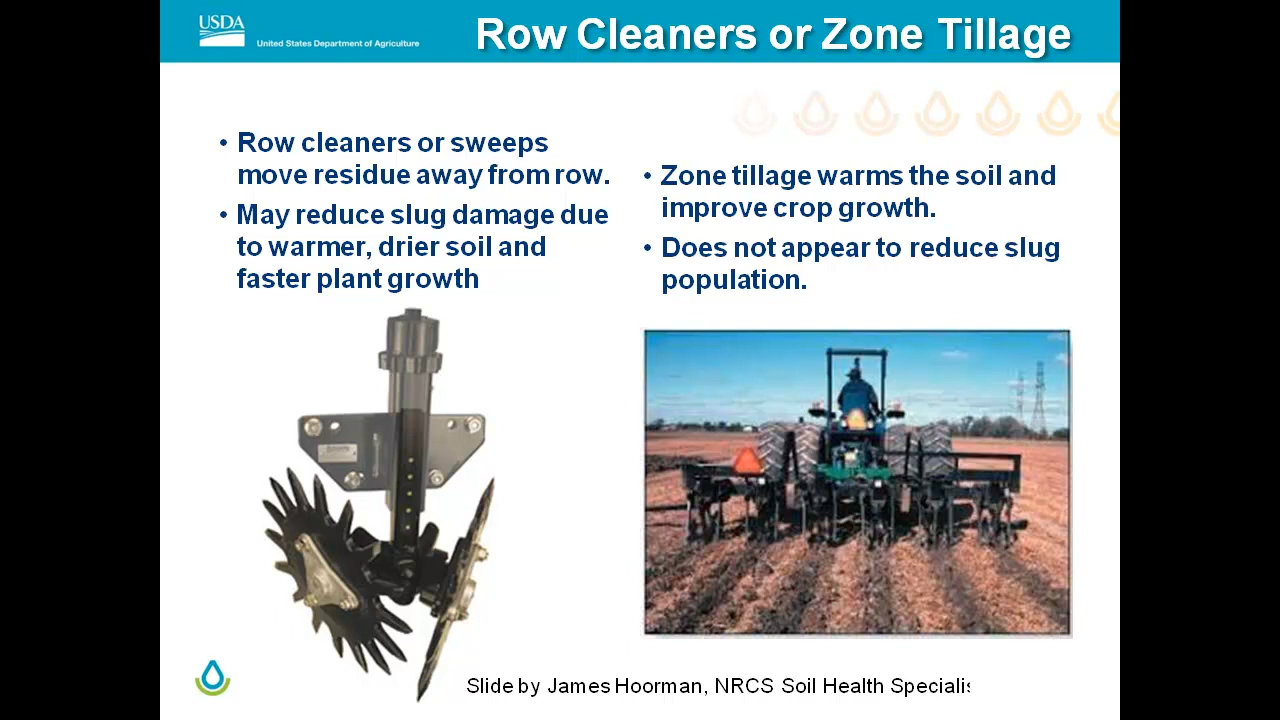 USDA
United States Department of Agriculture
Row Cleaners or Zone Tillage
• Row cleaners or sweeps
move residue away from row.
• May reduce slug damage due
to warmer, drier soil and
faster plant growth
• Zone tillage warms the soil and
improve crop growth.
• Does not appear to reduce slug
population.
Slide by James Hoorman, NRCS Soil Health Specialis